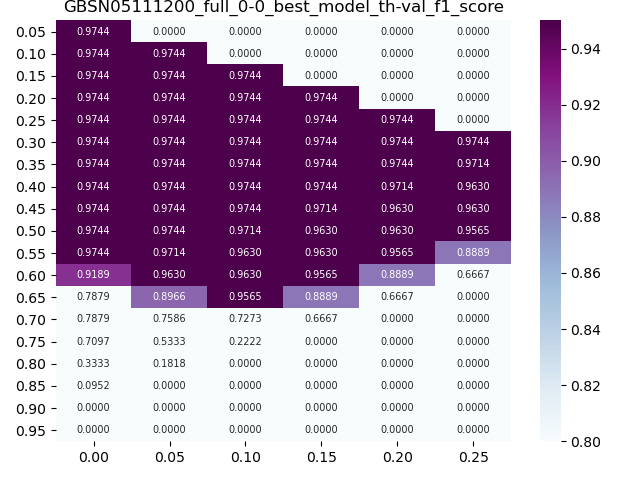 GBSN05111200_full_0-0_best_model_th-val_f1_score
0.05 0.9744 0.0000 0.0000 0.0000 0.0000 0.0000
0.10 0.9744 0.9744 0.0000 0.0000 0.0000 0.0000
0.15 0.9744 0.9744 0.9744 0.0000 0.0000 0.0000
0.20 0.9744 0.9744 0.9744 0.9744 0.0000 0.0000
0.25 0.9744 0.9744 0.9744 0.9744 0.9744 0.0000
0.30 0.9744 0.9744 0.9744 0.9744 0.9744 0.9744
0.35 0.9744 0.9744 0.9744 0.9744 0.9744 0.9714
0.40 0.9744 0.9744 0.9744 0.9744 0.9714 0.9630
0.45 0.9744 0.9744 0.9744 0.9714 0.9630 0.9630
0.50 0.9744 0.9744 0.9714 0.9630 0.9630 0.9565
0.55 0.9744 0.9714 0.9630 0.9630 0.9565 0.8889
0.60 0.9189 0.9630 0.9630 0.9565 0.8889 0.6667
0.65 0.7879 0.8966 0.9565 0.8889 0.6667 0.0000
0.70 0.7879 0.7586 0.7273 0.6667 0.0000 0.0000
0.75 0.7097 0.5333 0.2222 0.0000 0.0000 0.0000
0.80 0.3333 0.1818 0.0000 0.0000 0.0000 0.0000
0.85 0.0952 0.0000 0.0000 0.0000 0.0000 0.0000
0.90 0.0000 0.0000 0.0000 0.0000 0.0000 0.0000
0.95 0.0000 0.0000 0.0000 0.0000 0.0000 0.0000
0.00 0.05 0.10 0.15 0.20 0.25
0.94
0.92
0.90
0.88
0.86
0.84
0.82
0.80